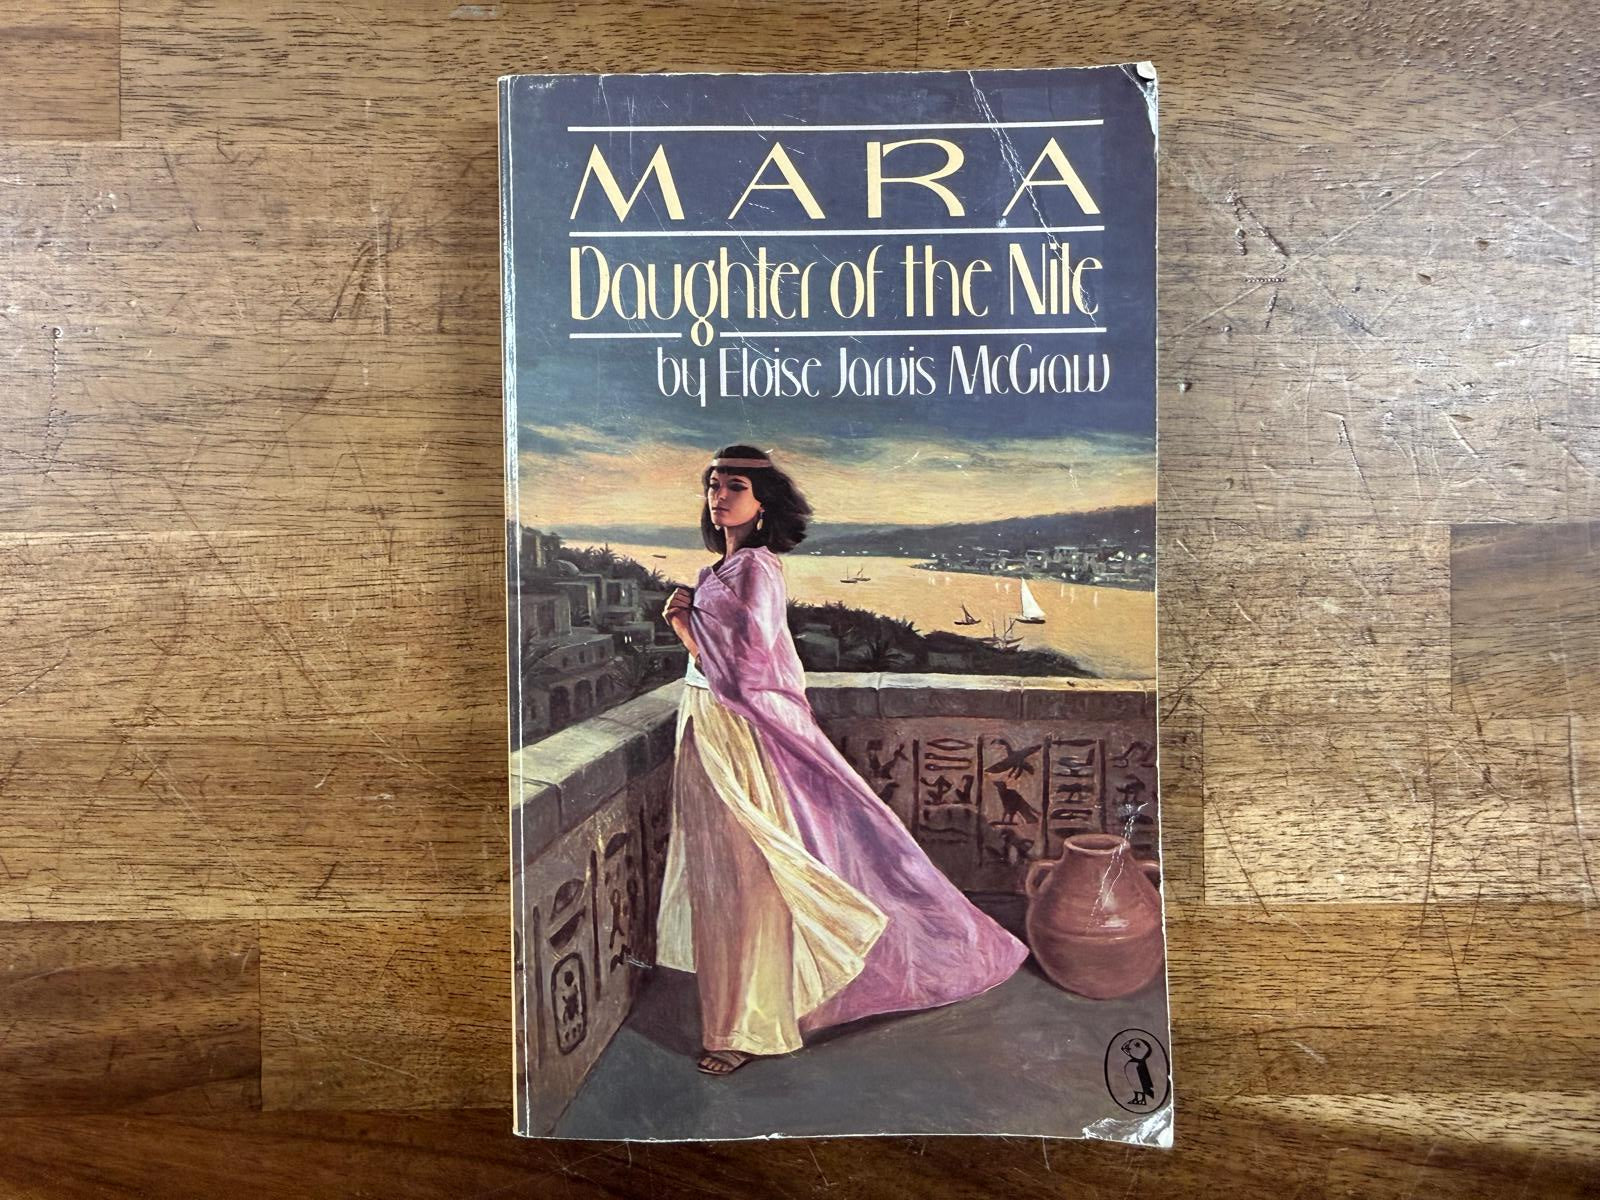 MARA
Daughter of the Nile
by Eloise Jarvis McGraw